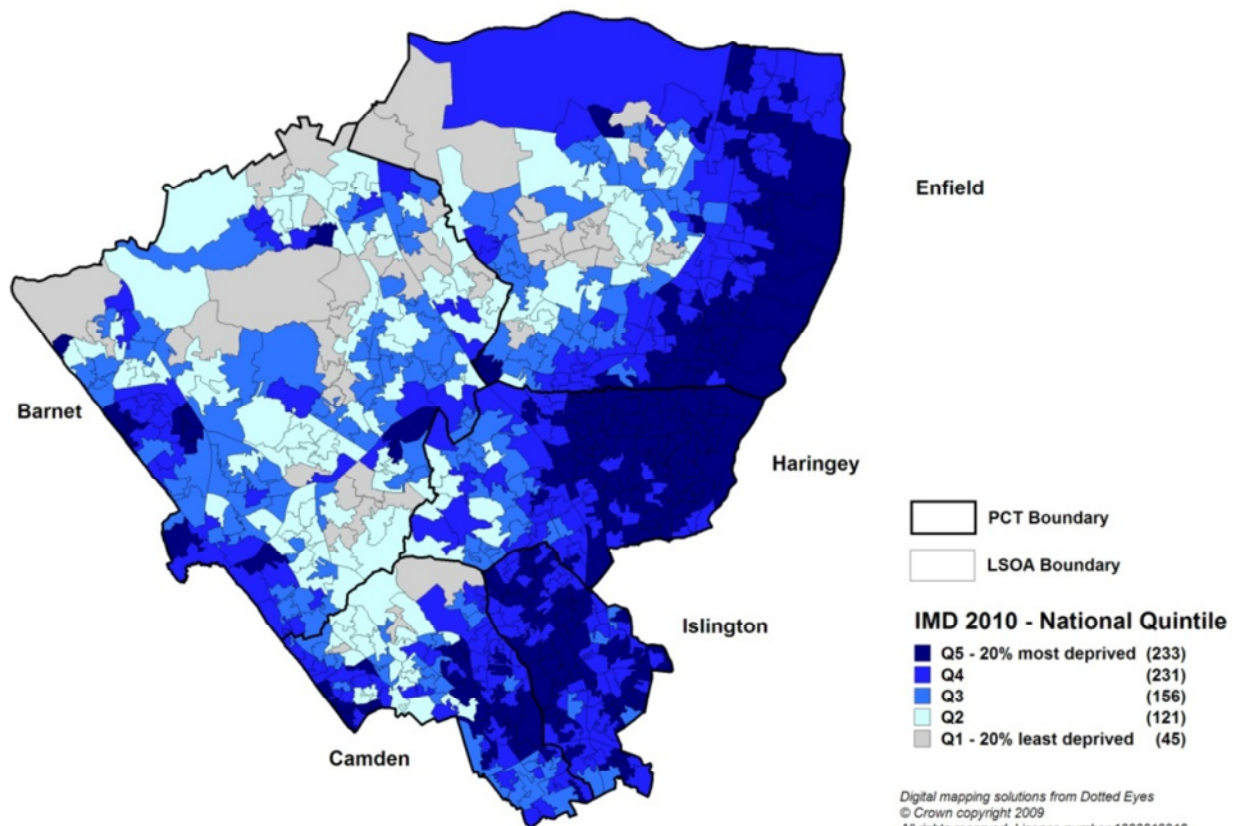 Enfield
Barnet
Haringey
PCT Boundary
LSOA Boundary
Islington
IMD 2010 - National Quintile
Q5 - 20% most deprived (233)
Q4 (231)
Q3 (156)
Q2 (121)
Q1 - 20% least deprived (45)
Camden
Digital mapping solutions from Dotted Eyes
© Crown copyright 2009